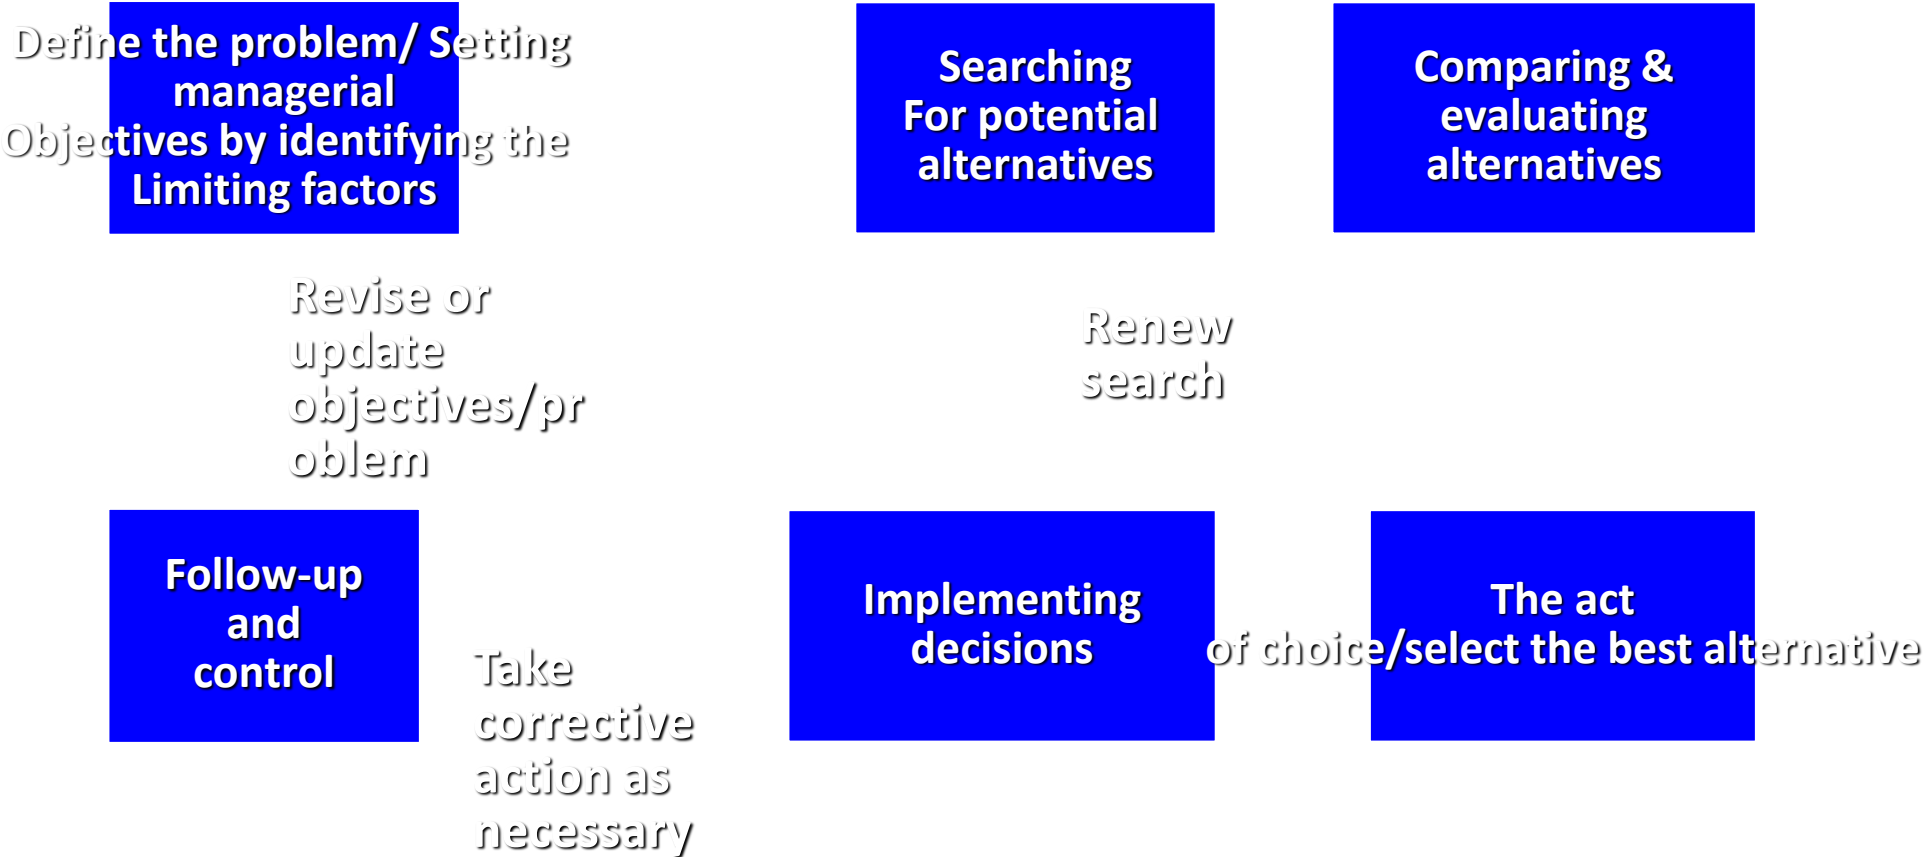 Define the problem/ Setting
managerial
Objectives by identifying the
Limiting factors
Searching
For potential
alternatives
Comparing &
evaluating
alternatives
Revise or
update
objectives/pr
oblem
Renew
search
Follow-up
and
control
Take
corrective
action as
necessary
Implementing
decisions
The act
of choice/select the best alternative